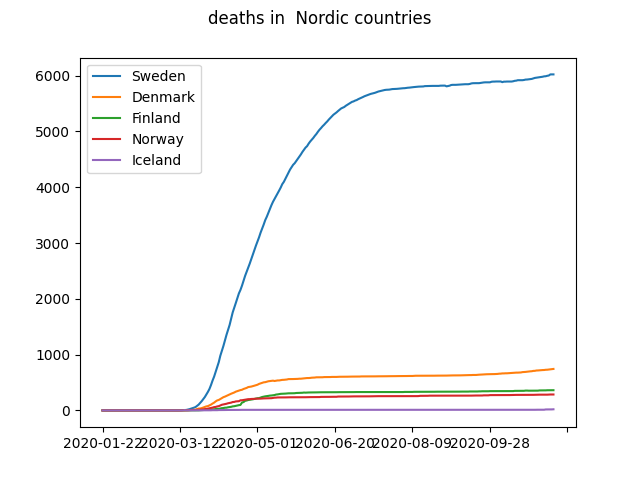 deaths in  Nordic countries
Sweden
Denmark
Finland
Norway
Iceland
6000
5000
4000
3000
2000
1000
0
2020-01-22 2020-03-12 2020-05-01 2020-06-20 2020-08-09 2020-09-28